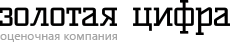 золотая цифра
оценочная компания